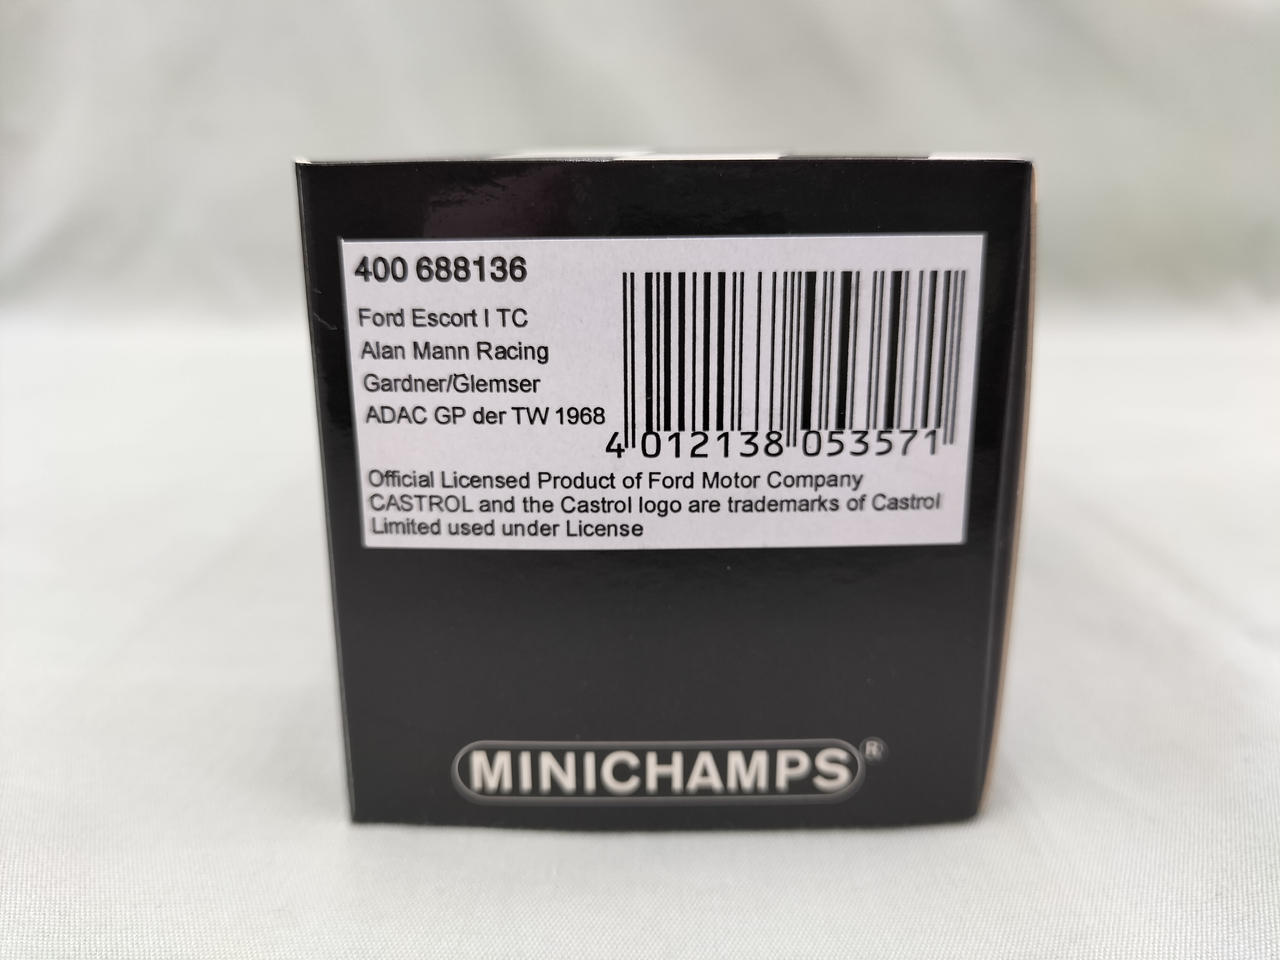 400 688136
Ford Escort I TC
Alan Mann Racing
Gardner/Glemser
ADAC GP der TW 1968
4 012138 053571
Official Licensed Product of Ford Motor Company
CASTROL and the Castrol logo are trademarks of Castrol
Limited used under License
MINICHAMPS®